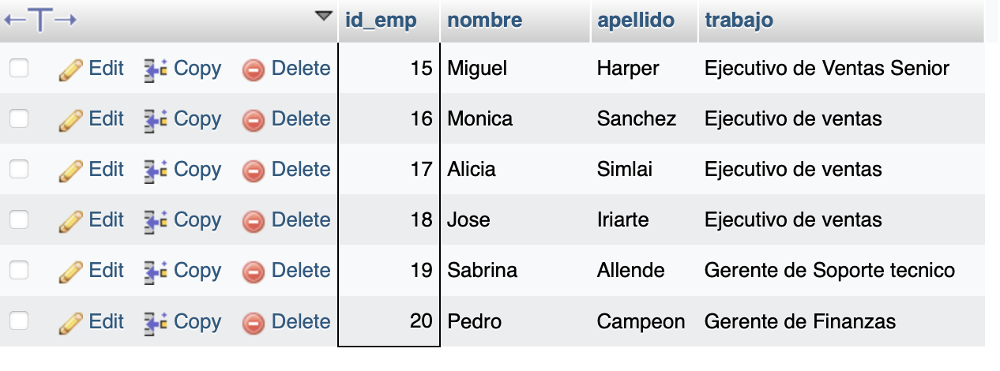 id_emp nombre apellido trabajo
Edit Copy Delete 15 Miguel Harper Ejecutivo de Ventas Senior
Edit Copy Delete 16 Monica Sanchez Ejecutivo de ventas
Edit Copy Delete 17 Alicia Simlai Ejecutivo de ventas
Edit Copy Delete 18 Jose Iriarte Ejecutivo de ventas
Edit Copy Delete 19 Sabrina Allende Gerente de Soporte tecnico
Edit Copy Delete 20 Pedro Campeon Gerente de Finanzas